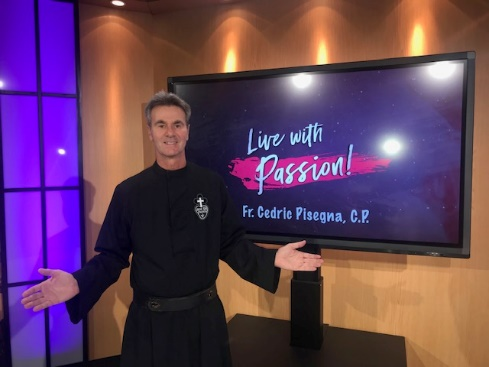 Live with
Passion!
Fr. Cedric Pisegna, C.P.